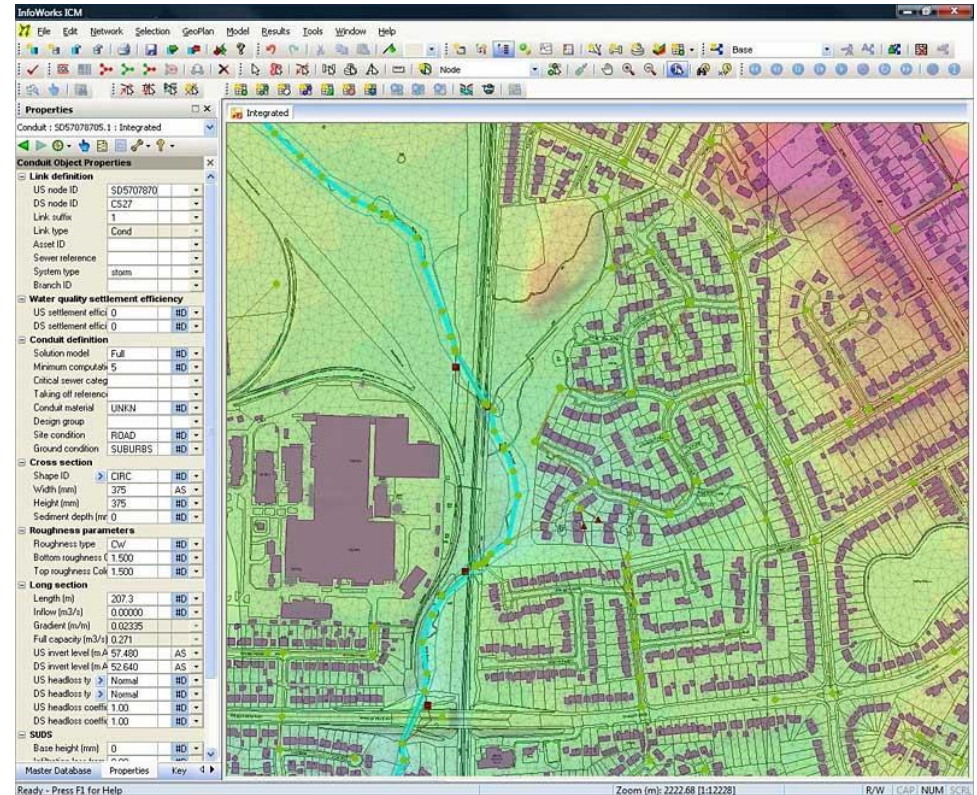 InfoWorks ICM
File Edit Network Selection GeoPlan Model Results Tools Window Help
Base
Node
Properties
Integrated
Conduit : SD57078705.1 : Integrated
Conduit Object Properties
Link definition
US node ID SD5707870
DS node ID CS27
Link suffix 1
Link type Cond
Asset ID
Sewer reference
System type storm
Branch ID
Water quality settlement efficiency
US settlement effici 0 #D
DS settlement effici 0 #D
Conduit definition
Solution model Full #D
Minimum computati 5 #D
Critical sewer categ
Taking off referenc
Conduit material UNKN #D
Design group
Site condition ROAD #D
Ground condition SUBURBS #D
Cross section
Shape ID CIRC #D
Width (mm) 375 AS
Height (mm) 375 #D
Sediment depth (mr 0 #D
Roughness parameters
Roughness type CW #D
Bottom roughness C 1.500 #D
Top roughness Cole 1.500 #D
Long section
Length (m) 207.3 #D
Inflow (m3/s) 0.00000 #D
Gradient (m/m) 0.02335
Full capacity (m3/s) 0.271
US invert level (m A 57.480 AS
DS invert level (m A 52.640 AS
US headloss ty Normal #D
DS headloss ty Normal #D
US headloss coeffic 1.00 #D
DS headloss coeffic 1.00 #D
SUDS
Base height (mm) 0 #D
Master Database Properties Key
Ready - Press F1 for Help Zoom (m): 2222.68 [1:12228] R/W CAP NUM SCRL